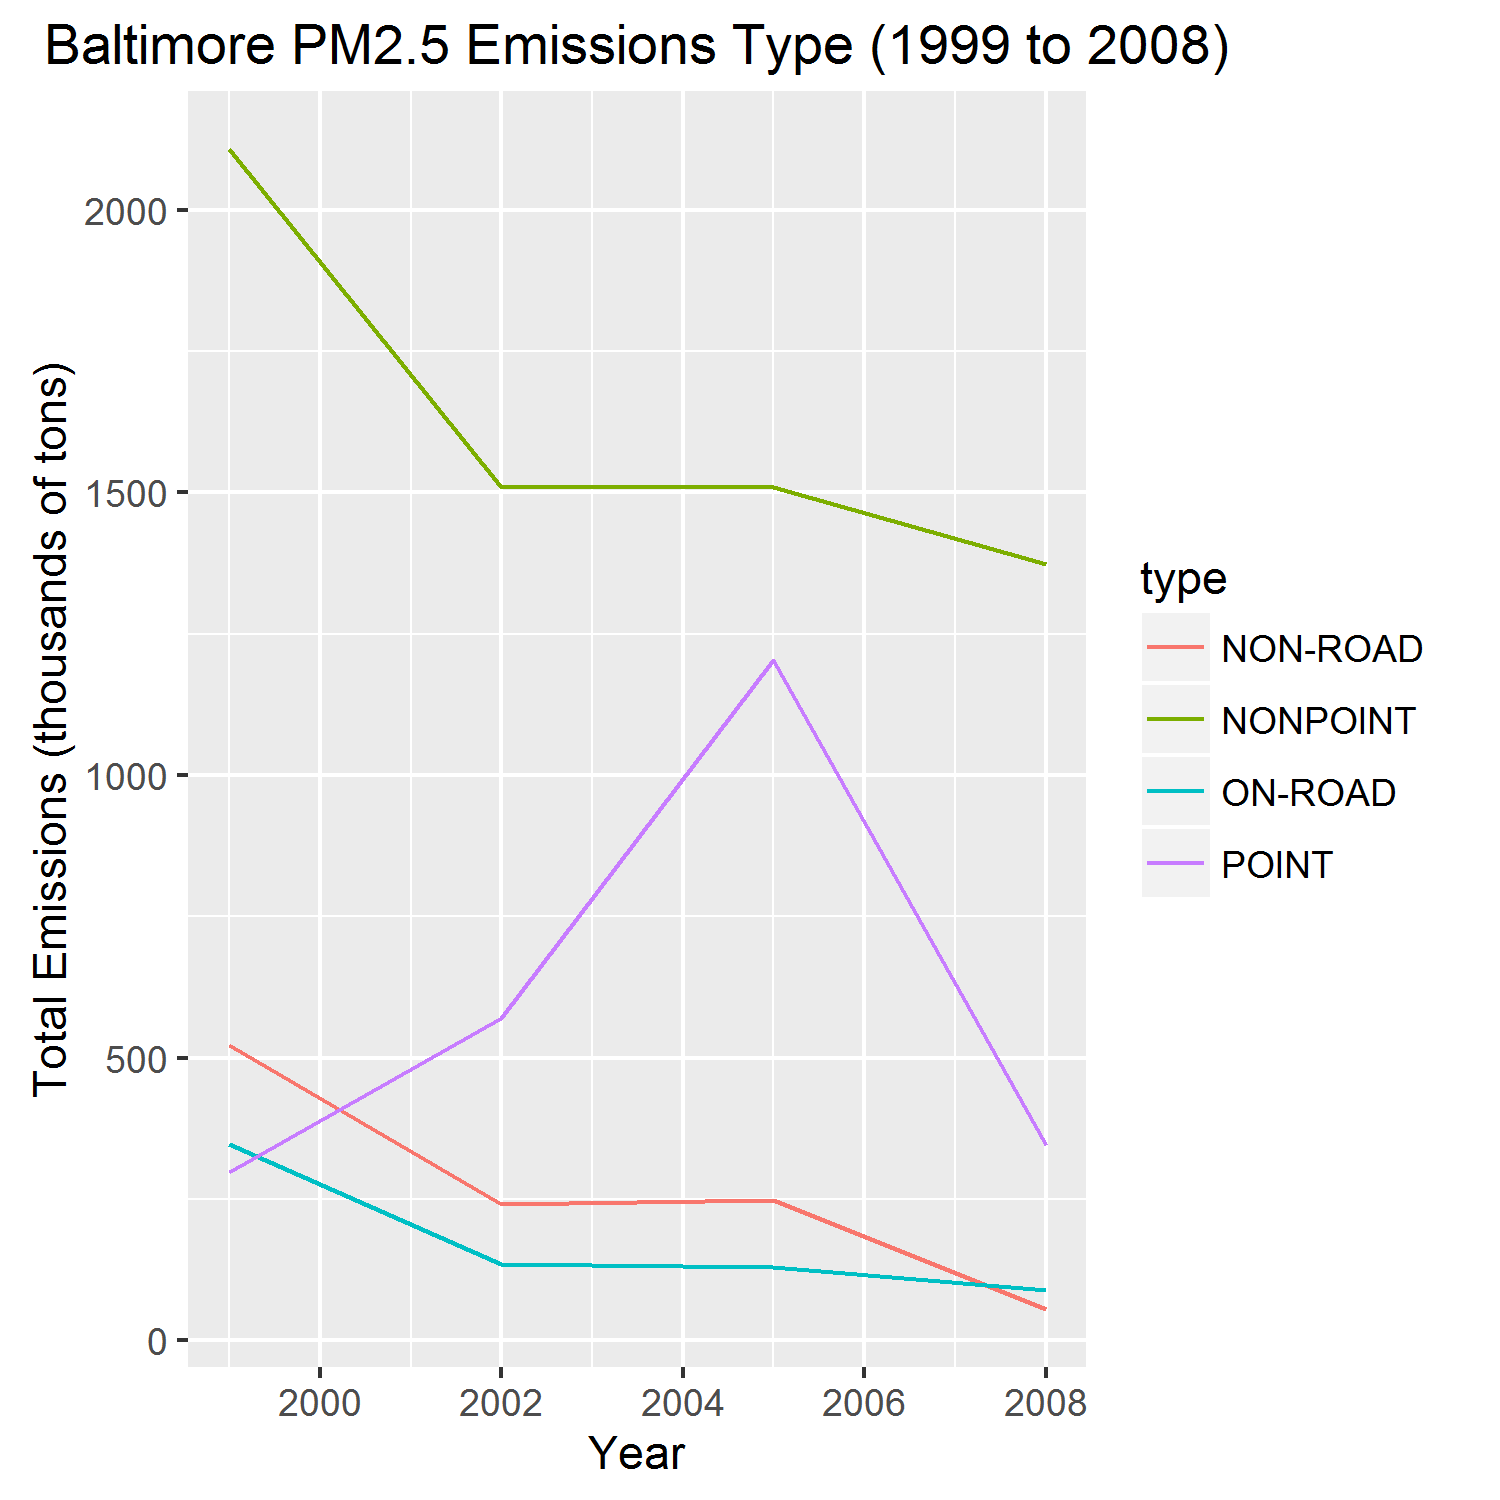 Baltimore PM2.5 Emissions Type (1999 to 2008)
Total Emissions (thousands of tons)
2000
1500
1000
500
0
2000 2002 2004 2006 2008
Year
type
NON-ROAD
NONPOINT
ON-ROAD
POINT